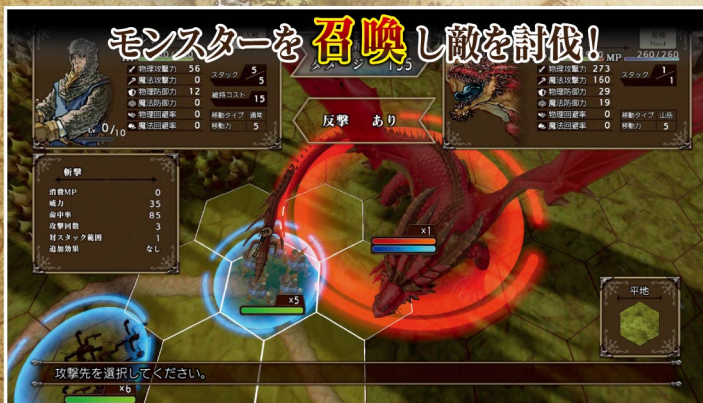 モンスターを召喚し敵を討伐!
物理攻撃力 56
魔法攻撃力 0
物理防御力 12
魔法防御力 0
物理回避率 0
魔法回避率 0
スタック 5
5
維持コスト 15
移動タイプ 通常
移動力 5
0/10
反撃 あり
MP 260/260
物理攻撃力 273
魔法攻撃力 160
物理防御力 29
魔法防御力 19
物理回避率 0
魔法回避率 0
スタック 1
1
移動タイプ 山岳
移動力 5
斬撃
消費MP 0
威力 35
命中率 85
攻撃回数 3
対スタック範囲 1
追加効果 なし
x1
x5
平地
攻撃先を選択してください。
x6